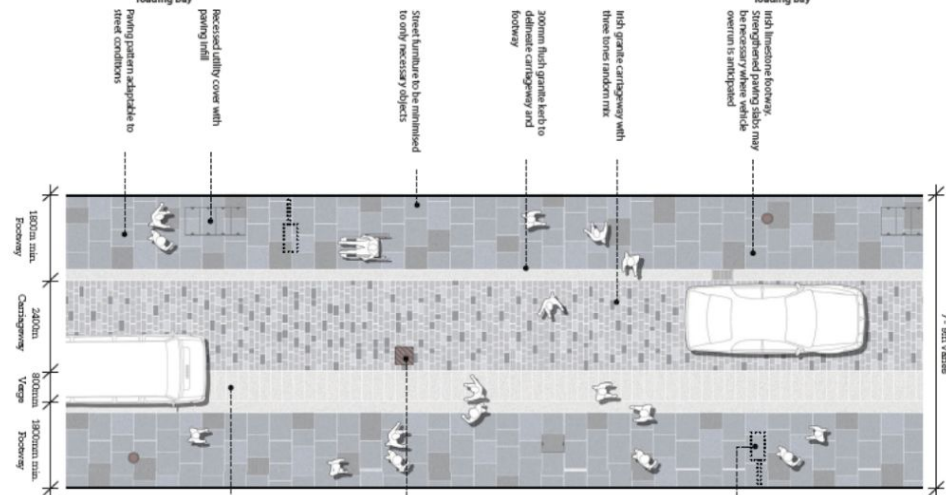 loading bay
loading bay
Paving pattern adaptable to
street conditions
Recessed utility cover with
paving infill
Street furniture to be minimised
to only necessary objects
300mm flush granite kerb to
delineate carriageway and
footway
Irish granite carriageway with
three tones random mix
Irish limestone footway.
Strengthened paving slabs may
be necessary where vehicle
overrun is anticipated
1800m min.
Footway
2400m
Carriageway
800mm
Verge
1800mm min.
Footway